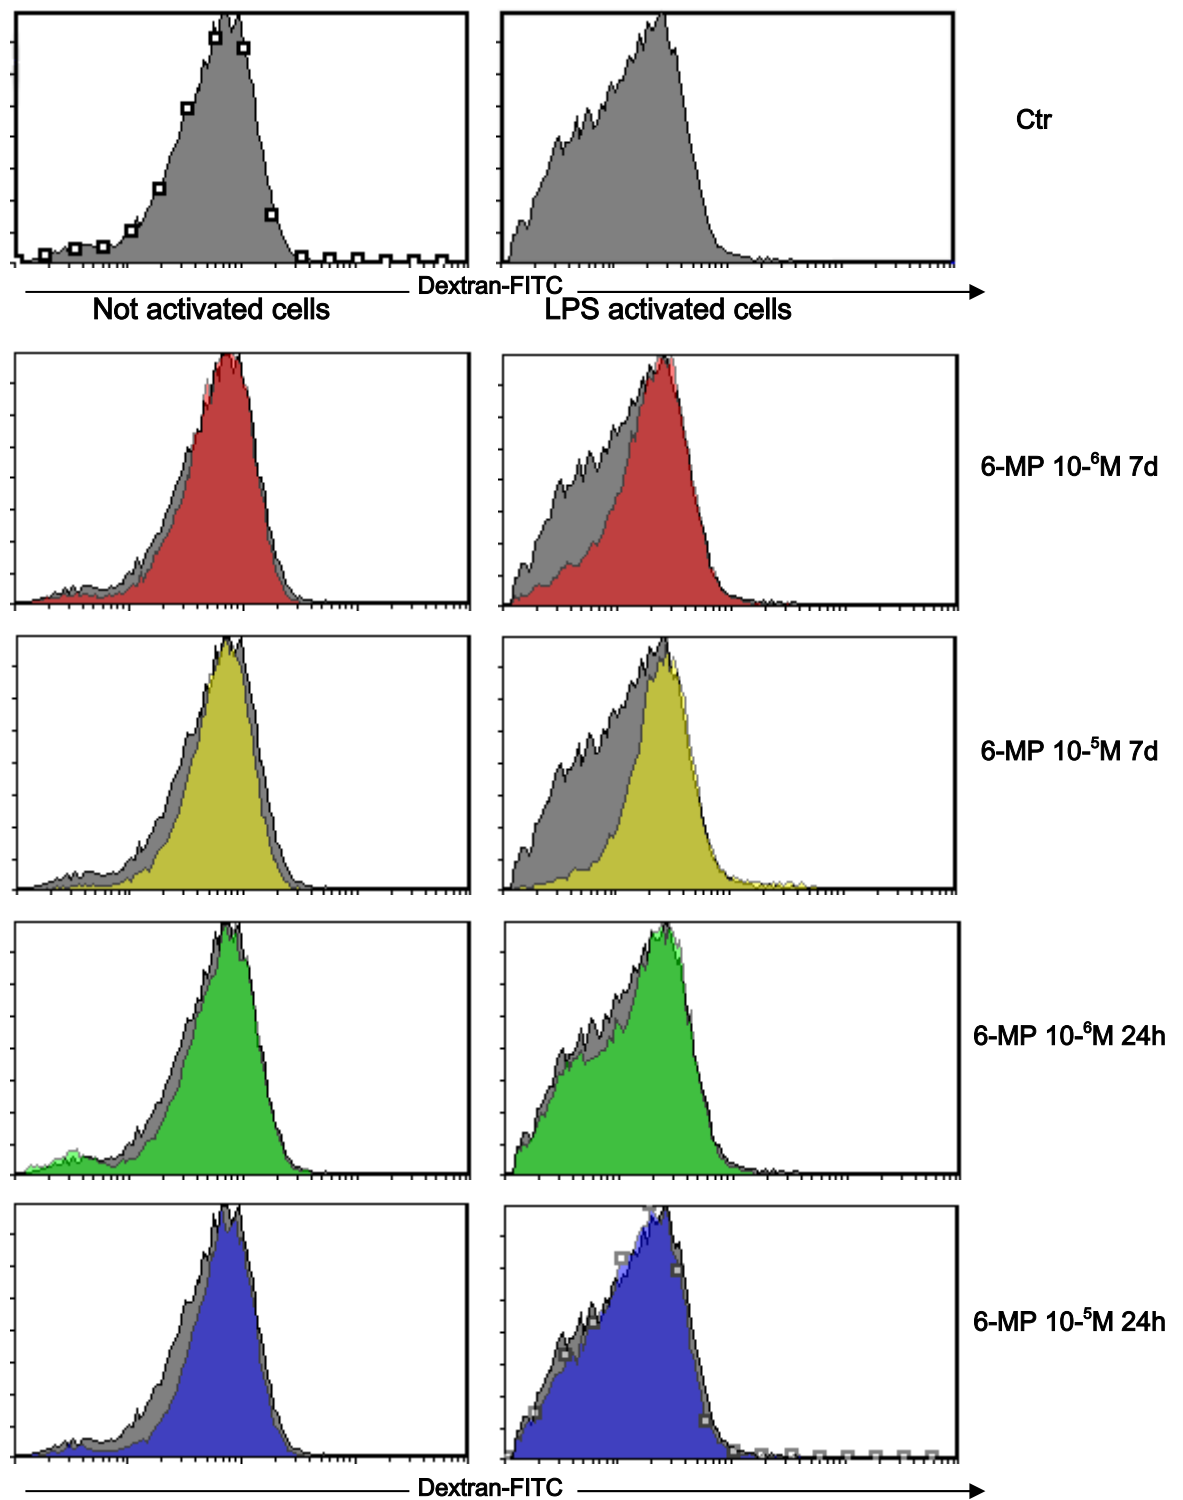 Ctr
Dextran-FITC
Not activated cells LPS activated cells
6-MP 10-⁶M 7d
6-MP 10-⁵M 7d
6-MP 10-⁶M 24h
6-MP 10-⁵M 24h
Dextran-FITC